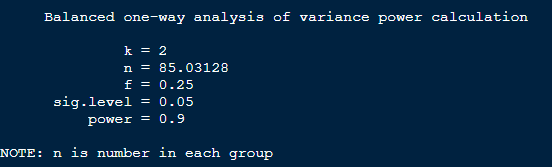 Balanced one-way analysis of variance power calculation
k = 2
n = 85.03128
f = 0.25
sig.level = 0.05
power = 0.9
NOTE: n is number in each group